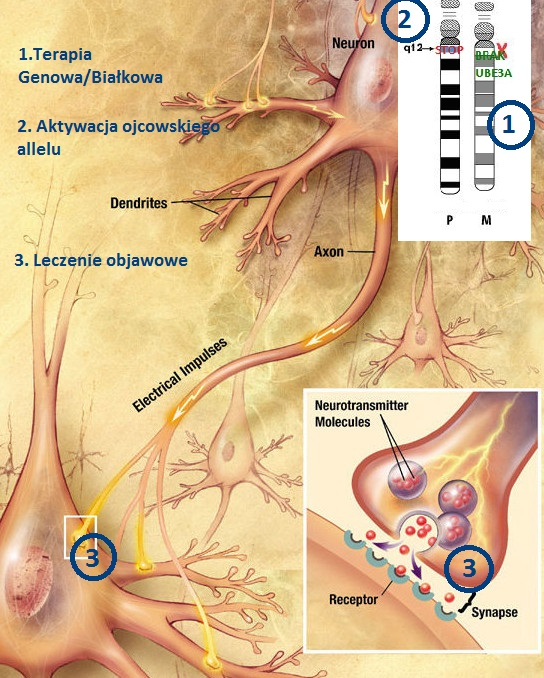 2
Neuron
q12
STOP
X
BRAK
UBE3A
1.Terapia
Genowa/Białkowa
1
2. Aktywacja ojcowskiego
allelu
Dendrites
P M
Axon
3. Leczenie objawowe
Electrical Impulses
Neurotransmitter
Molecules
3
3
Receptor
Synapse